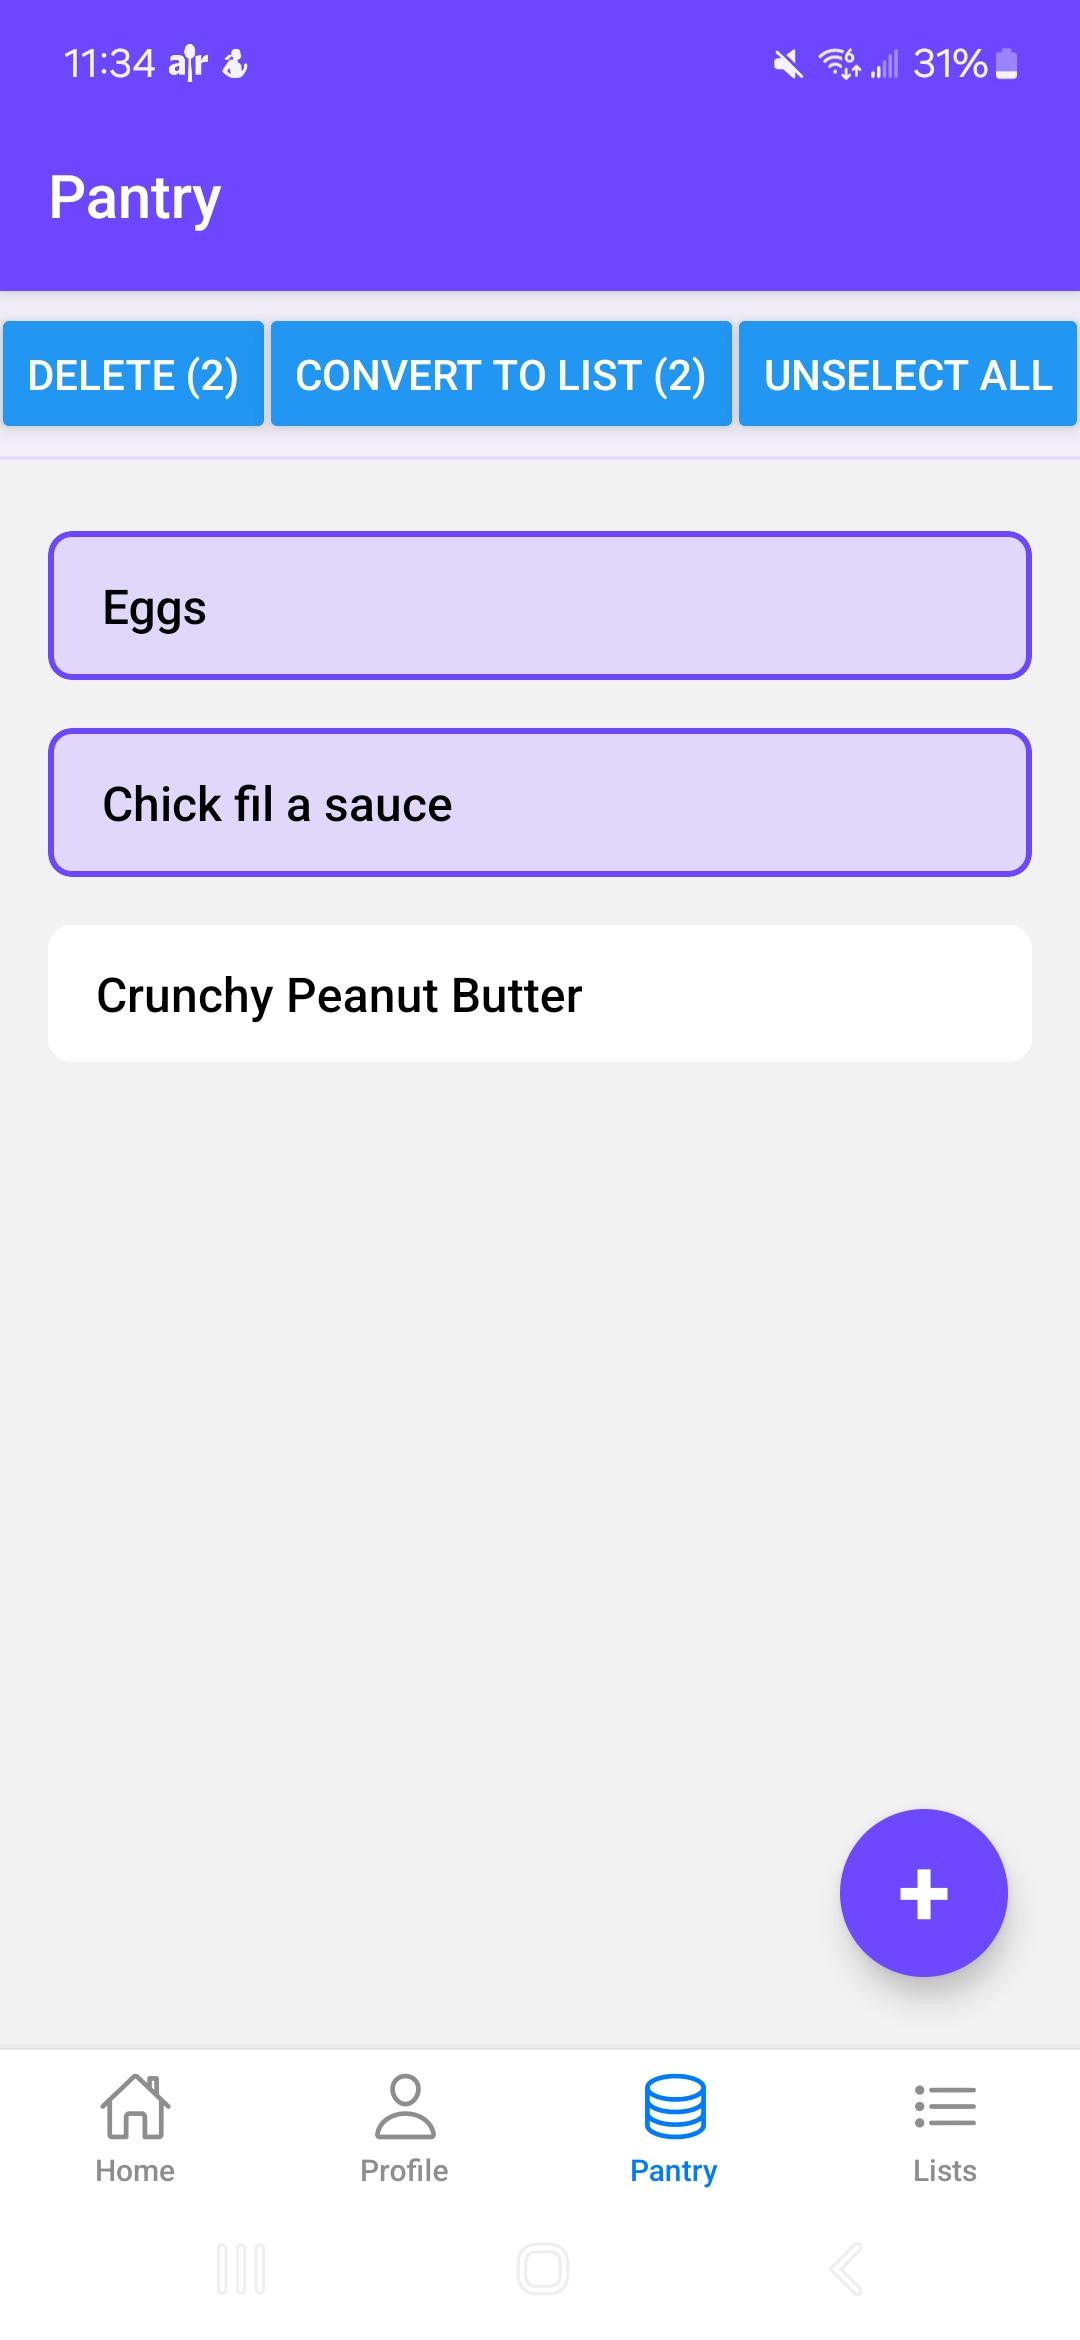 11:34 air 31%
Pantry
DELETE (2) CONVERT TO LIST (2) UNSELECT ALL
Eggs
Chick fil a sauce
Crunchy Peanut Butter
+
Home Profile Pantry Lists